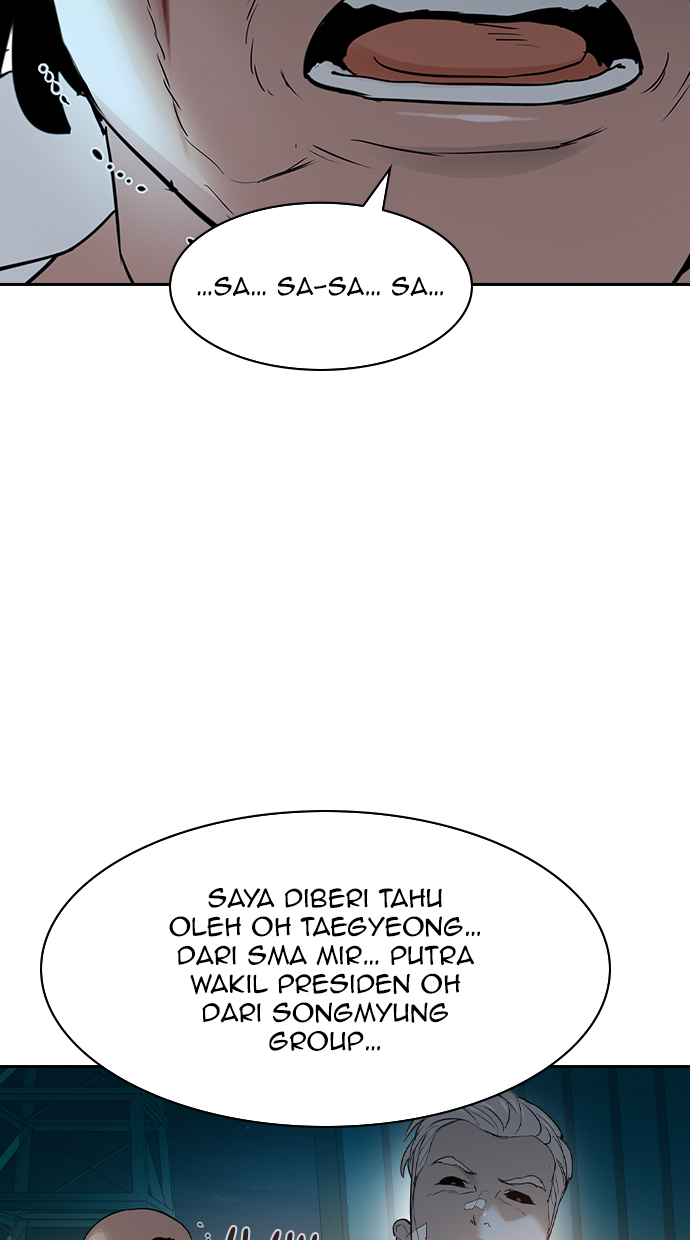 ...SA... SA-SA... SA...
SAYA DIBERI TAHU
OLEH OH TAEGYEONG...
DARI SMA MIR... PUTRA
WAKIL PRESIDEN OH
DARI SONGMYUNG
GROUP...